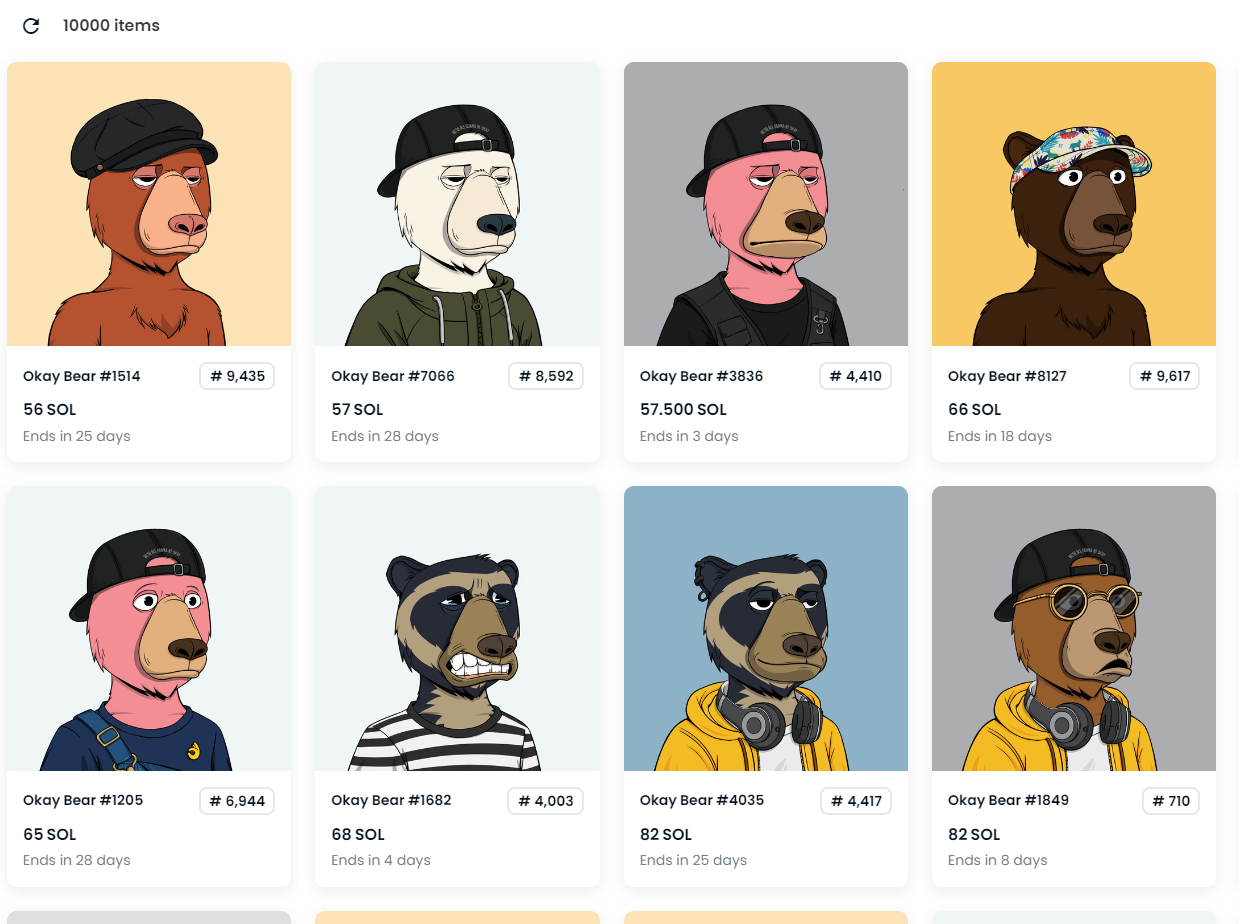 10000 items
Okay Bear #1514
# 9,435
56 SOL
Ends in 25 days
Okay Bear #7066
# 8,592
57 SOL
Ends in 28 days
Okay Bear #3836
# 4,410
57.500 SOL
Ends in 3 days
Okay Bear #8127
# 9,617
66 SOL
Ends in 18 days
Okay Bear #1205
# 6,944
65 SOL
Ends in 28 days
Okay Bear #1682
# 4,003
68 SOL
Ends in 4 days
Okay Bear #4035
# 4,417
82 SOL
Ends in 25 days
Okay Bear #1849
# 710
82 SOL
Ends in 8 days